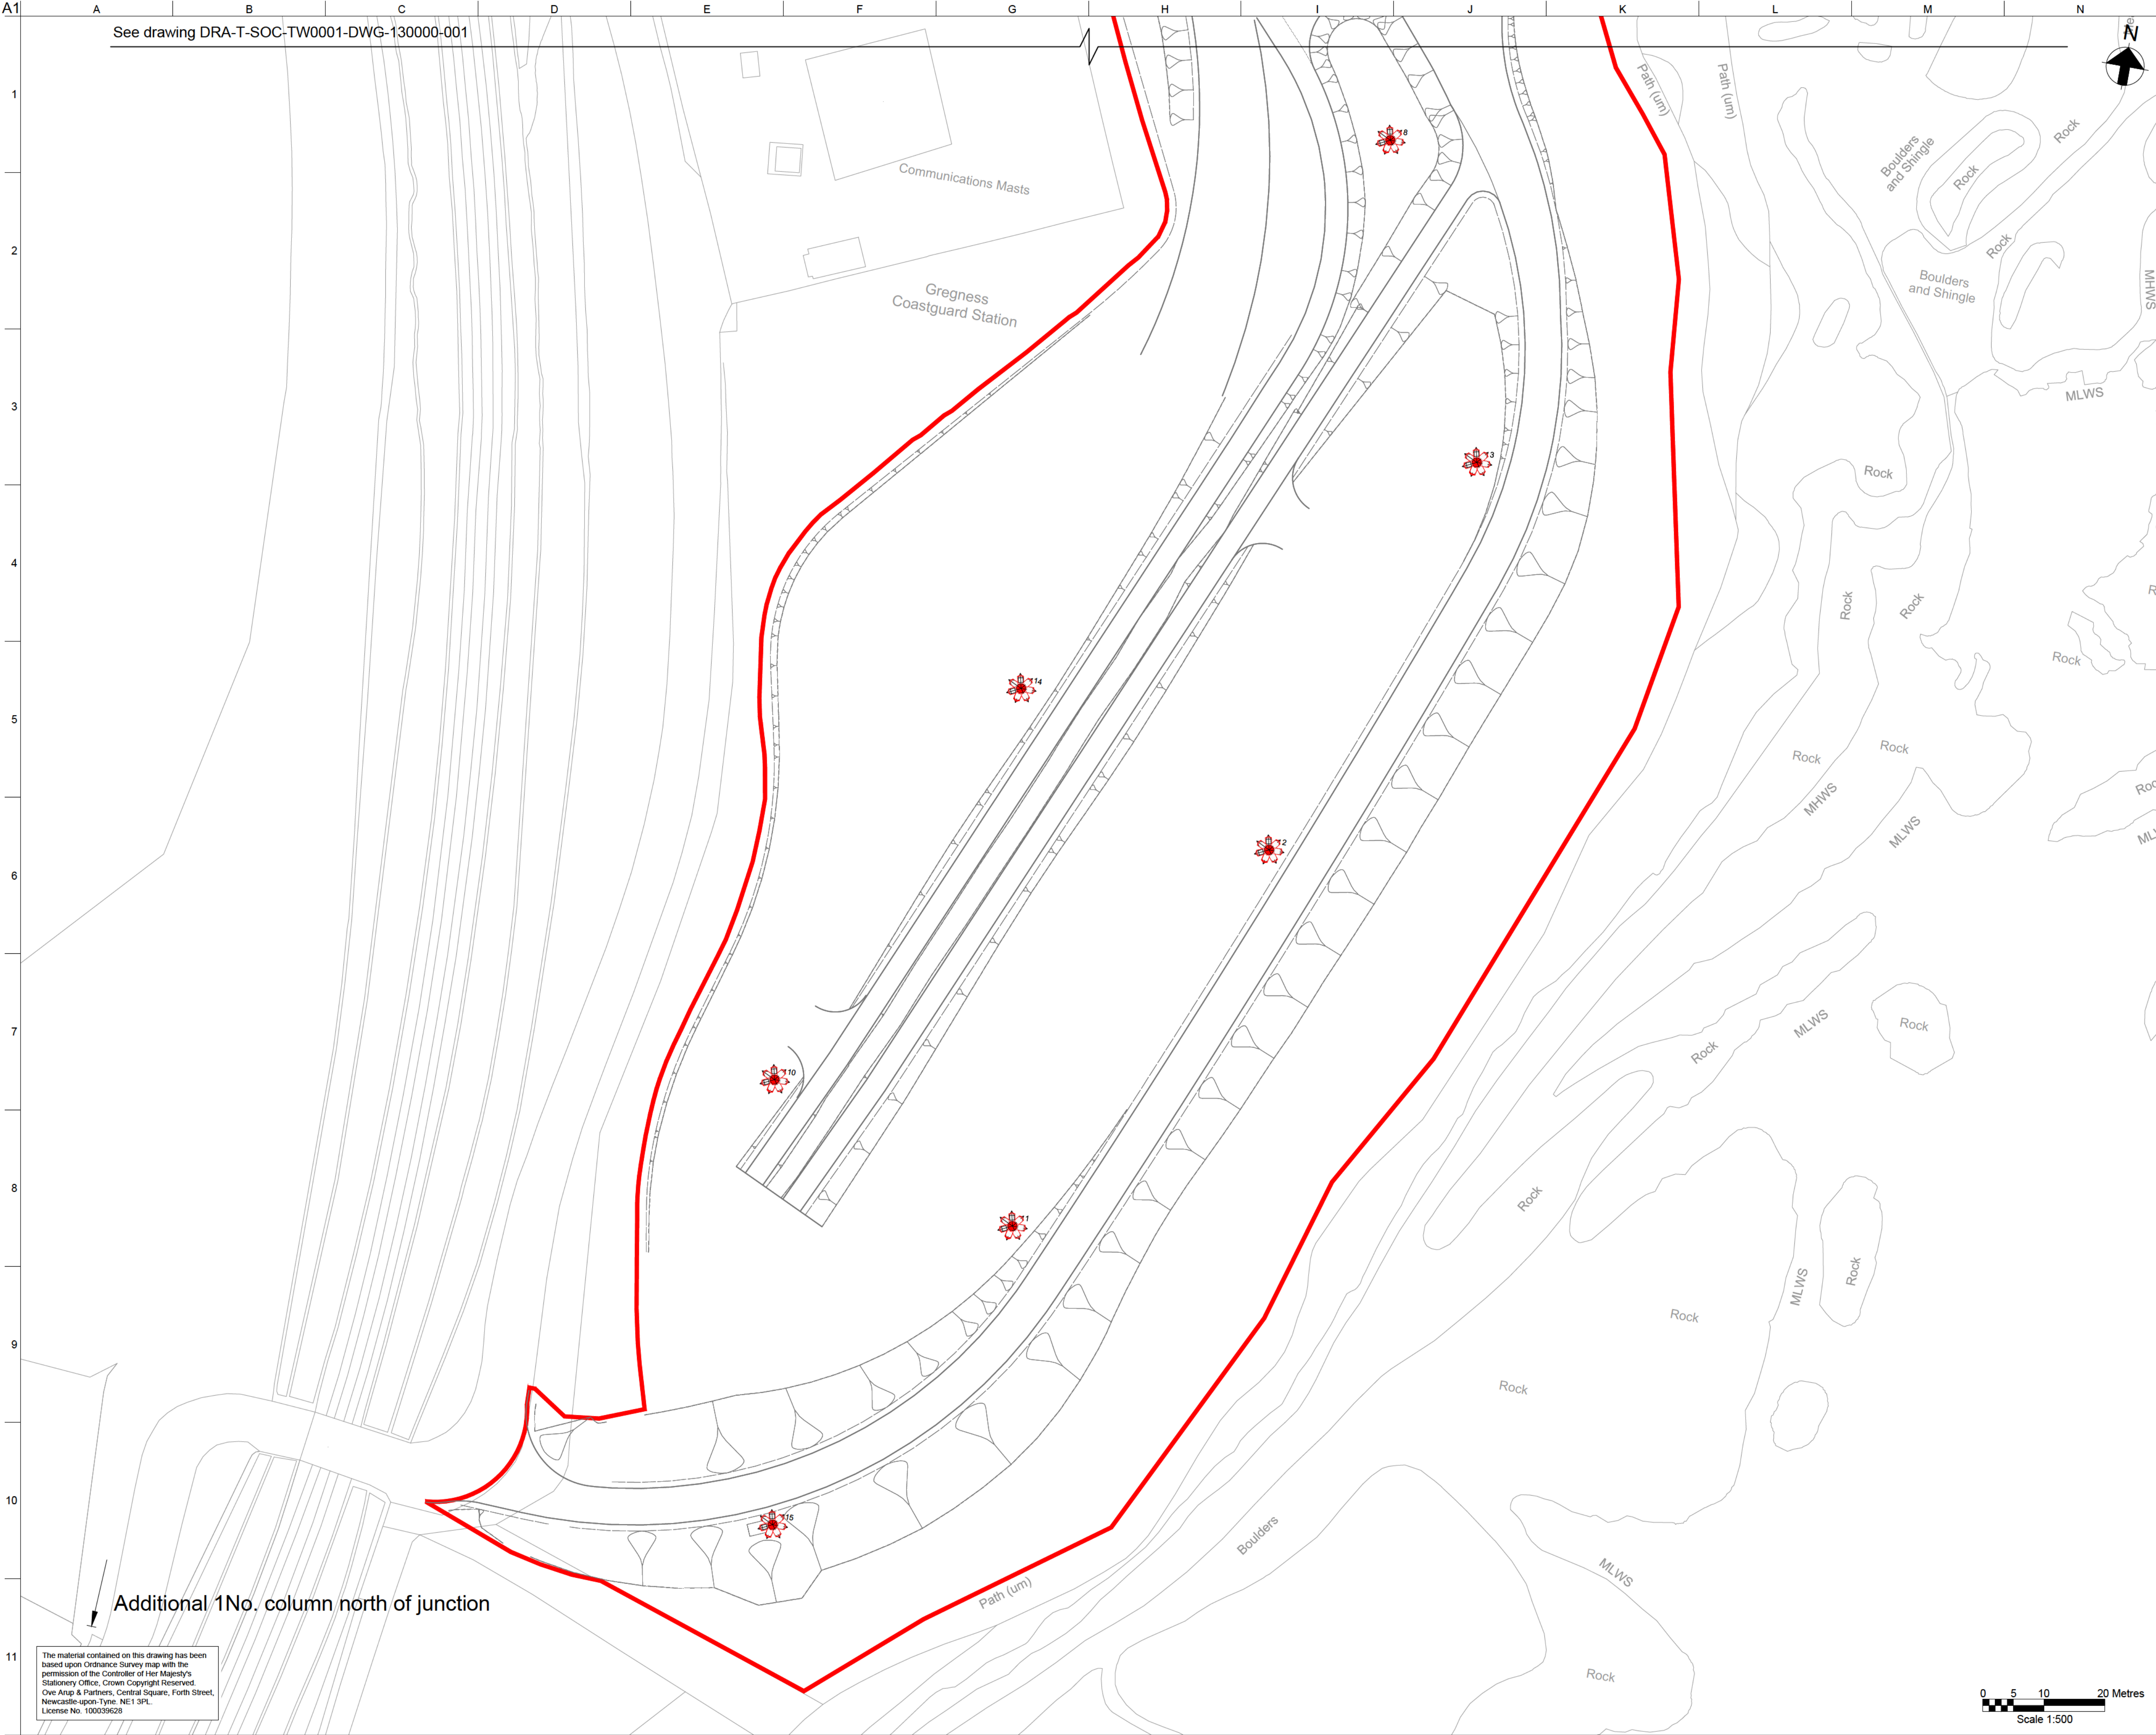 A1
A B C D E F G H I J K L M N
See drawing DRA-T-SOC-TW0001-DWG-130000-001
N
1
2
3
4
5
6
7
8
9
10
11
Path (um)
Path (um)
Boulders
and Shingle
Rock
Rock
Rock
Boulders
and Shingle
MHWS
Communications Masts
Gregness
Coastguard Station
MLWS
Rock
Rock
Rock
Rock
Rock
Rock
MHWS
MLWS
MLWS
Rock
Rock
Rock
MLWS
Rock
Rock
Rock
Boulders
MLWS
Path (um)
Rock
Additional 1No. column north of junction
The material contained on this drawing has been
based upon Ordnance Survey map with the
permission of the Controller of Her Majesty's
Stationery Office, Crown Copyright Reserved.
Ove Arup & Partners, Central Square, Forth Street,
Newcastle-upon-Tyne. NE1 3PL.
License No. 100039628
0 5 10 20 Metres
Scale 1:500